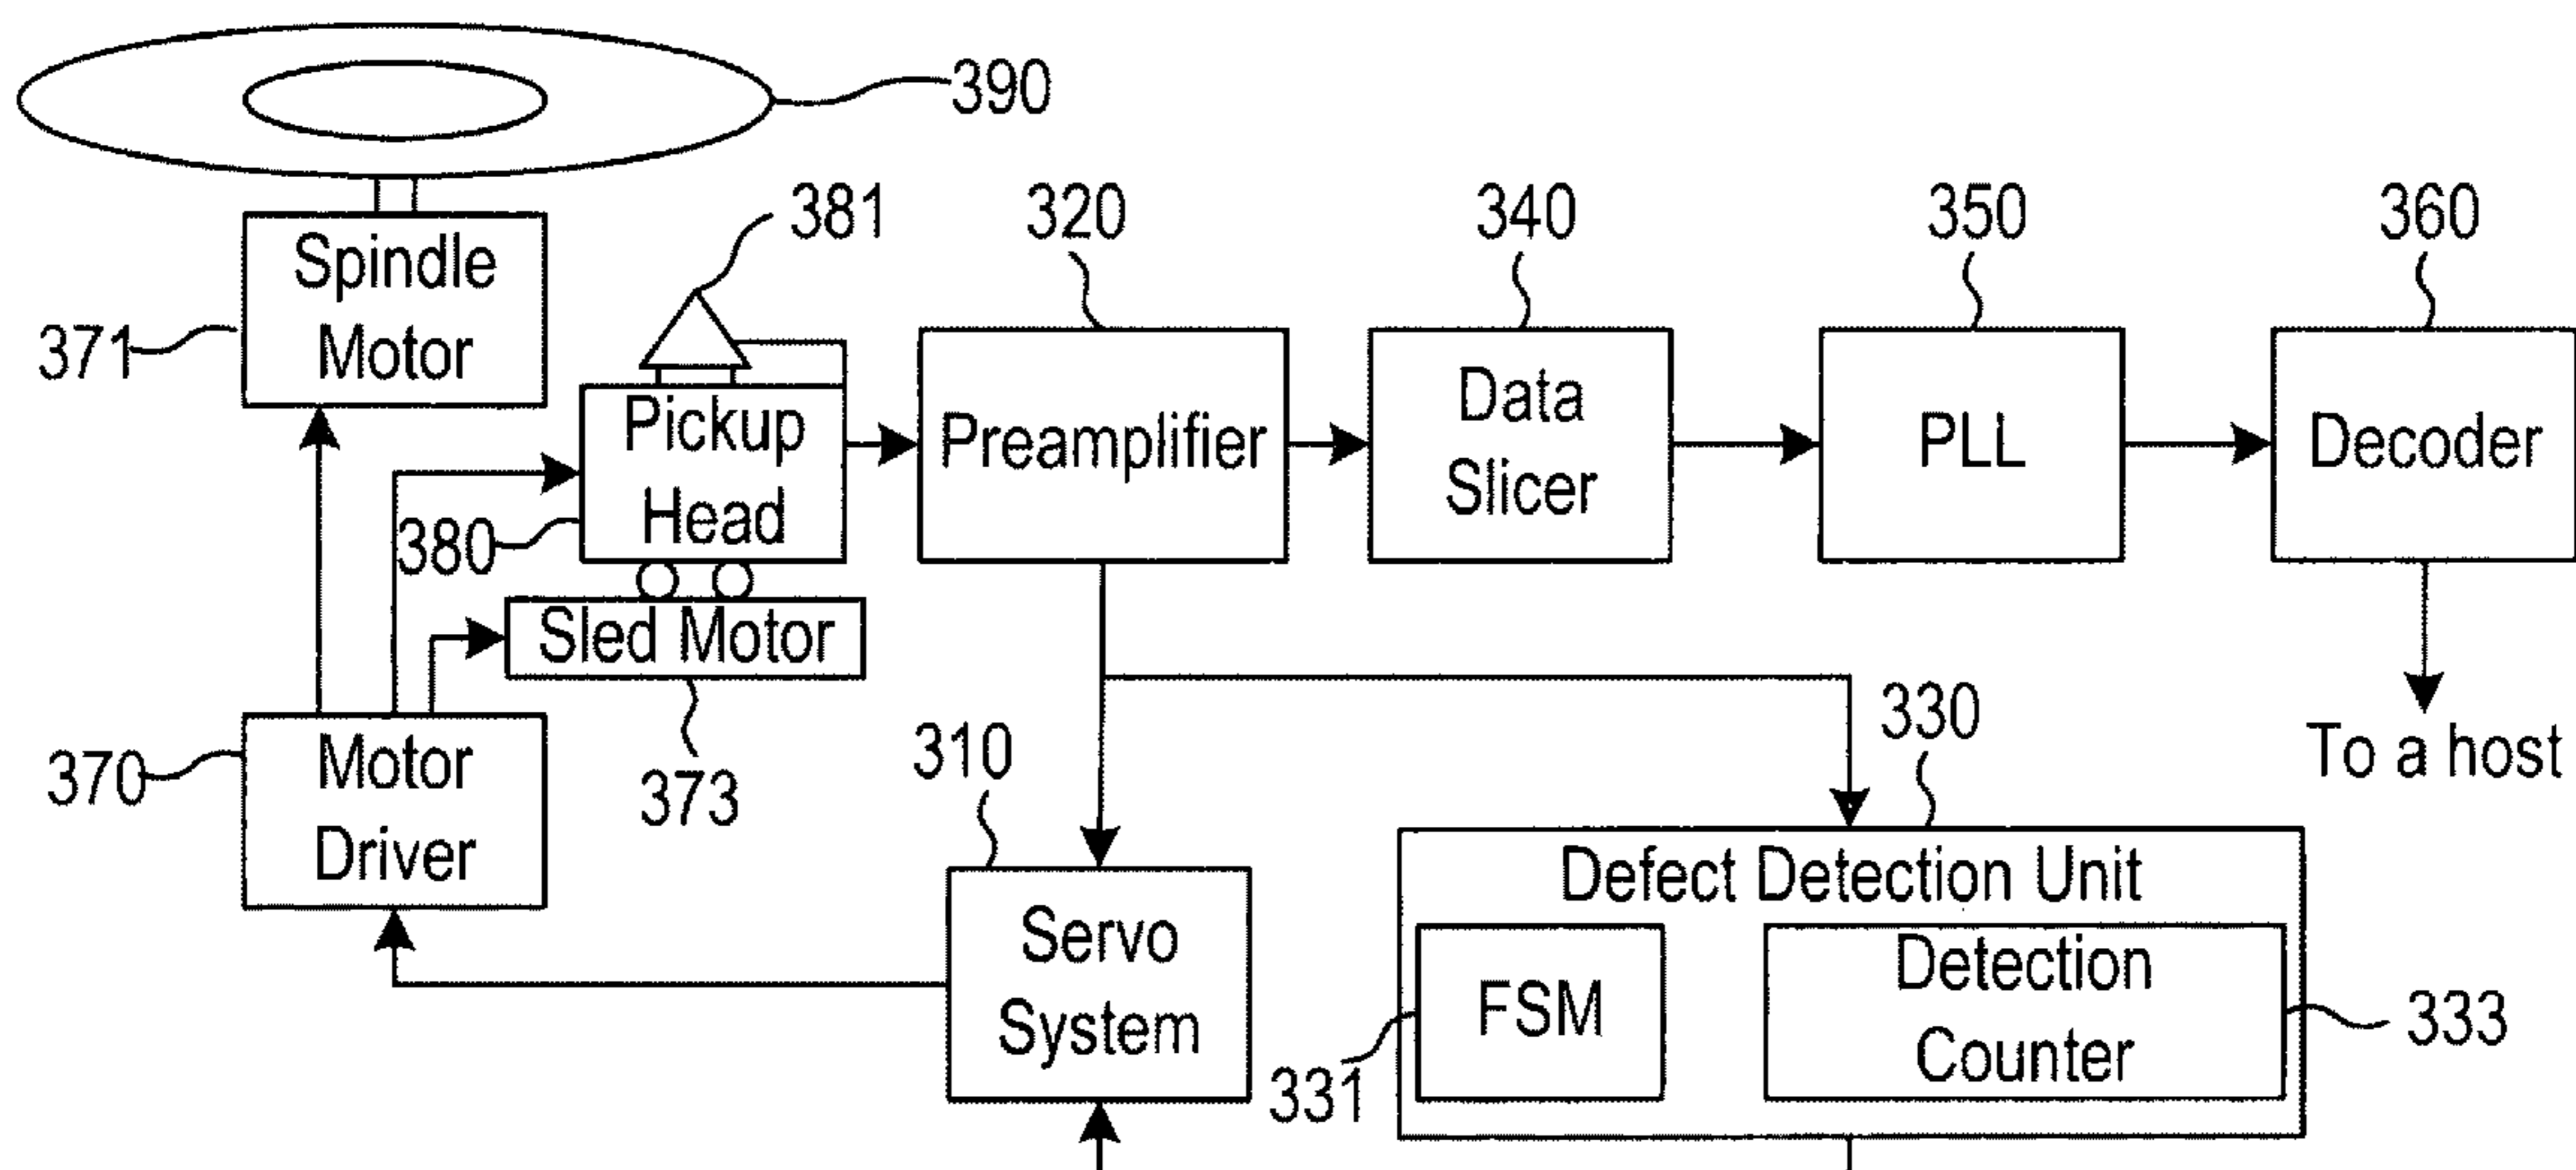 390
381
320
340
350
360
Spindle
Motor
371
Pickup
Head
380
Preamplifier
Data
Slicer
PLL
Decoder
Sled Motor
373
370
Motor
Driver
310
330
To a host
Servo
System
Defect Detection Unit
FSM
331
Detection
Counter
333